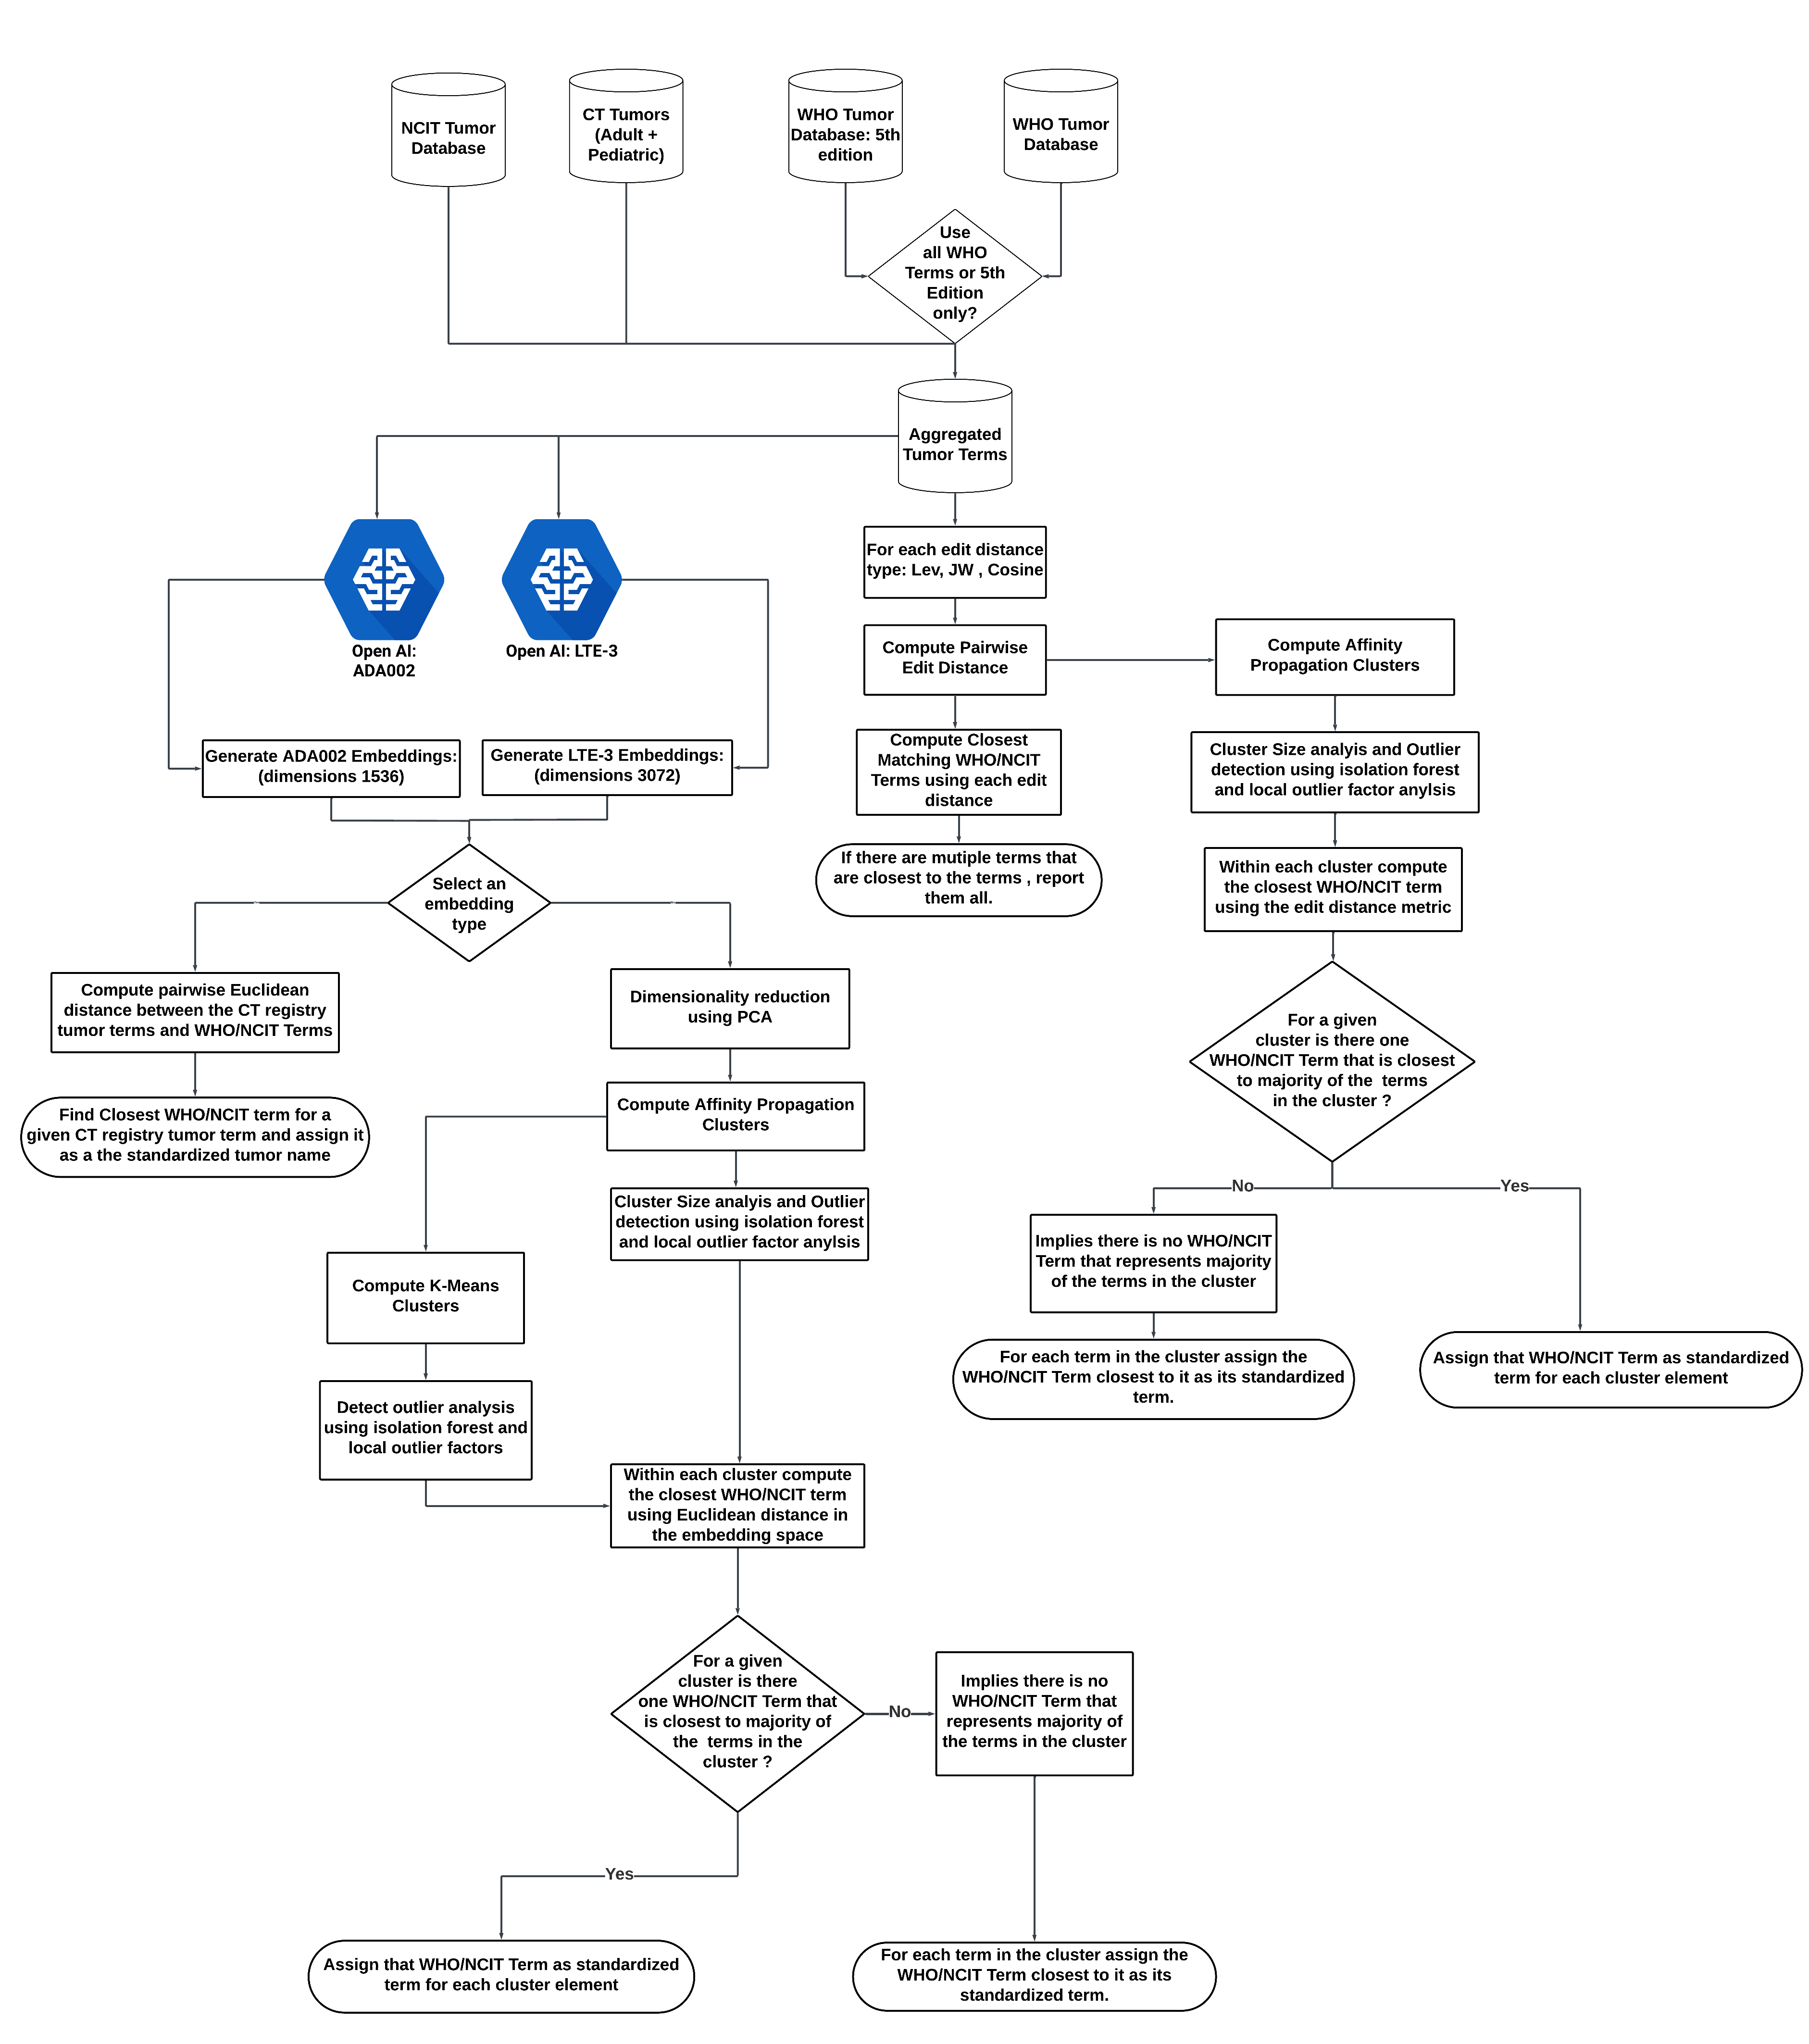 NCIT Tumor
Database
CT Tumors
(Adult +
Pediatric)
WHO Tumor
Database: 5th
edition
WHO Tumor
Database
Use
all WHO
Terms or 5th
Edition
only?
Aggregated
Tumor Terms
Open AI:
ADA002
Open AI: LTE-3
For each edit distance
type: Lev, JW , Cosine
Compute Pairwise
Edit Distance
Compute Affinity
Propagation Clusters
Generate ADA002 Embeddings:
(dimensions 1536)
Generate LTE-3 Embeddings:
(dimensions 3072)
Compute Closest
Matching WHO/NCIT
Terms using each edit
distance
Cluster Size analyis and Outlier
detection using isolation forest
and local outlier factor anylsis
If there are mutiple terms that
are closest to the terms , report
them all.
Within each cluster compute
the closest WHO/NCIT term
using the edit distance metric
Select an
embedding
type
Compute pairwise Euclidean
distance between the CT registry
tumor terms and WHO/NCIT Terms
Dimensionality reduction
using PCA
For a given
cluster is there one
WHO/NCIT Term that is closest
to majority of the  terms
in the cluster ?
Find Closest WHO/NCIT term for a
given CT registry tumor term and assign it
as a the standardized tumor name
Compute Affinity Propagation
Clusters
No
Yes
Cluster Size analyis and Outlier
detection using isolation forest
and local outlier factor anylsis
Implies there is no WHO/NCIT
Term that represents majority
of the terms in the cluster
Compute K-Means
Clusters
For each term in the cluster assign the
WHO/NCIT Term closest to it as its standardized
term.
Assign that WHO/NCIT Term as standardized
term for each cluster element
Detect outlier analysis
using isolation forest and
local outlier factors
Within each cluster compute
the closest WHO/NCIT term
using Euclidean distance in
the embedding space
For a given
cluster is there
one WHO/NCIT Term that
is closest to majority of
the  terms in the
cluster ?
No
Implies there is no
WHO/NCIT Term that
represents majority of
the terms in the cluster
Yes
Assign that WHO/NCIT Term as standardized
term for each cluster element
For each term in the cluster assign the
WHO/NCIT Term closest to it as its
standardized term.